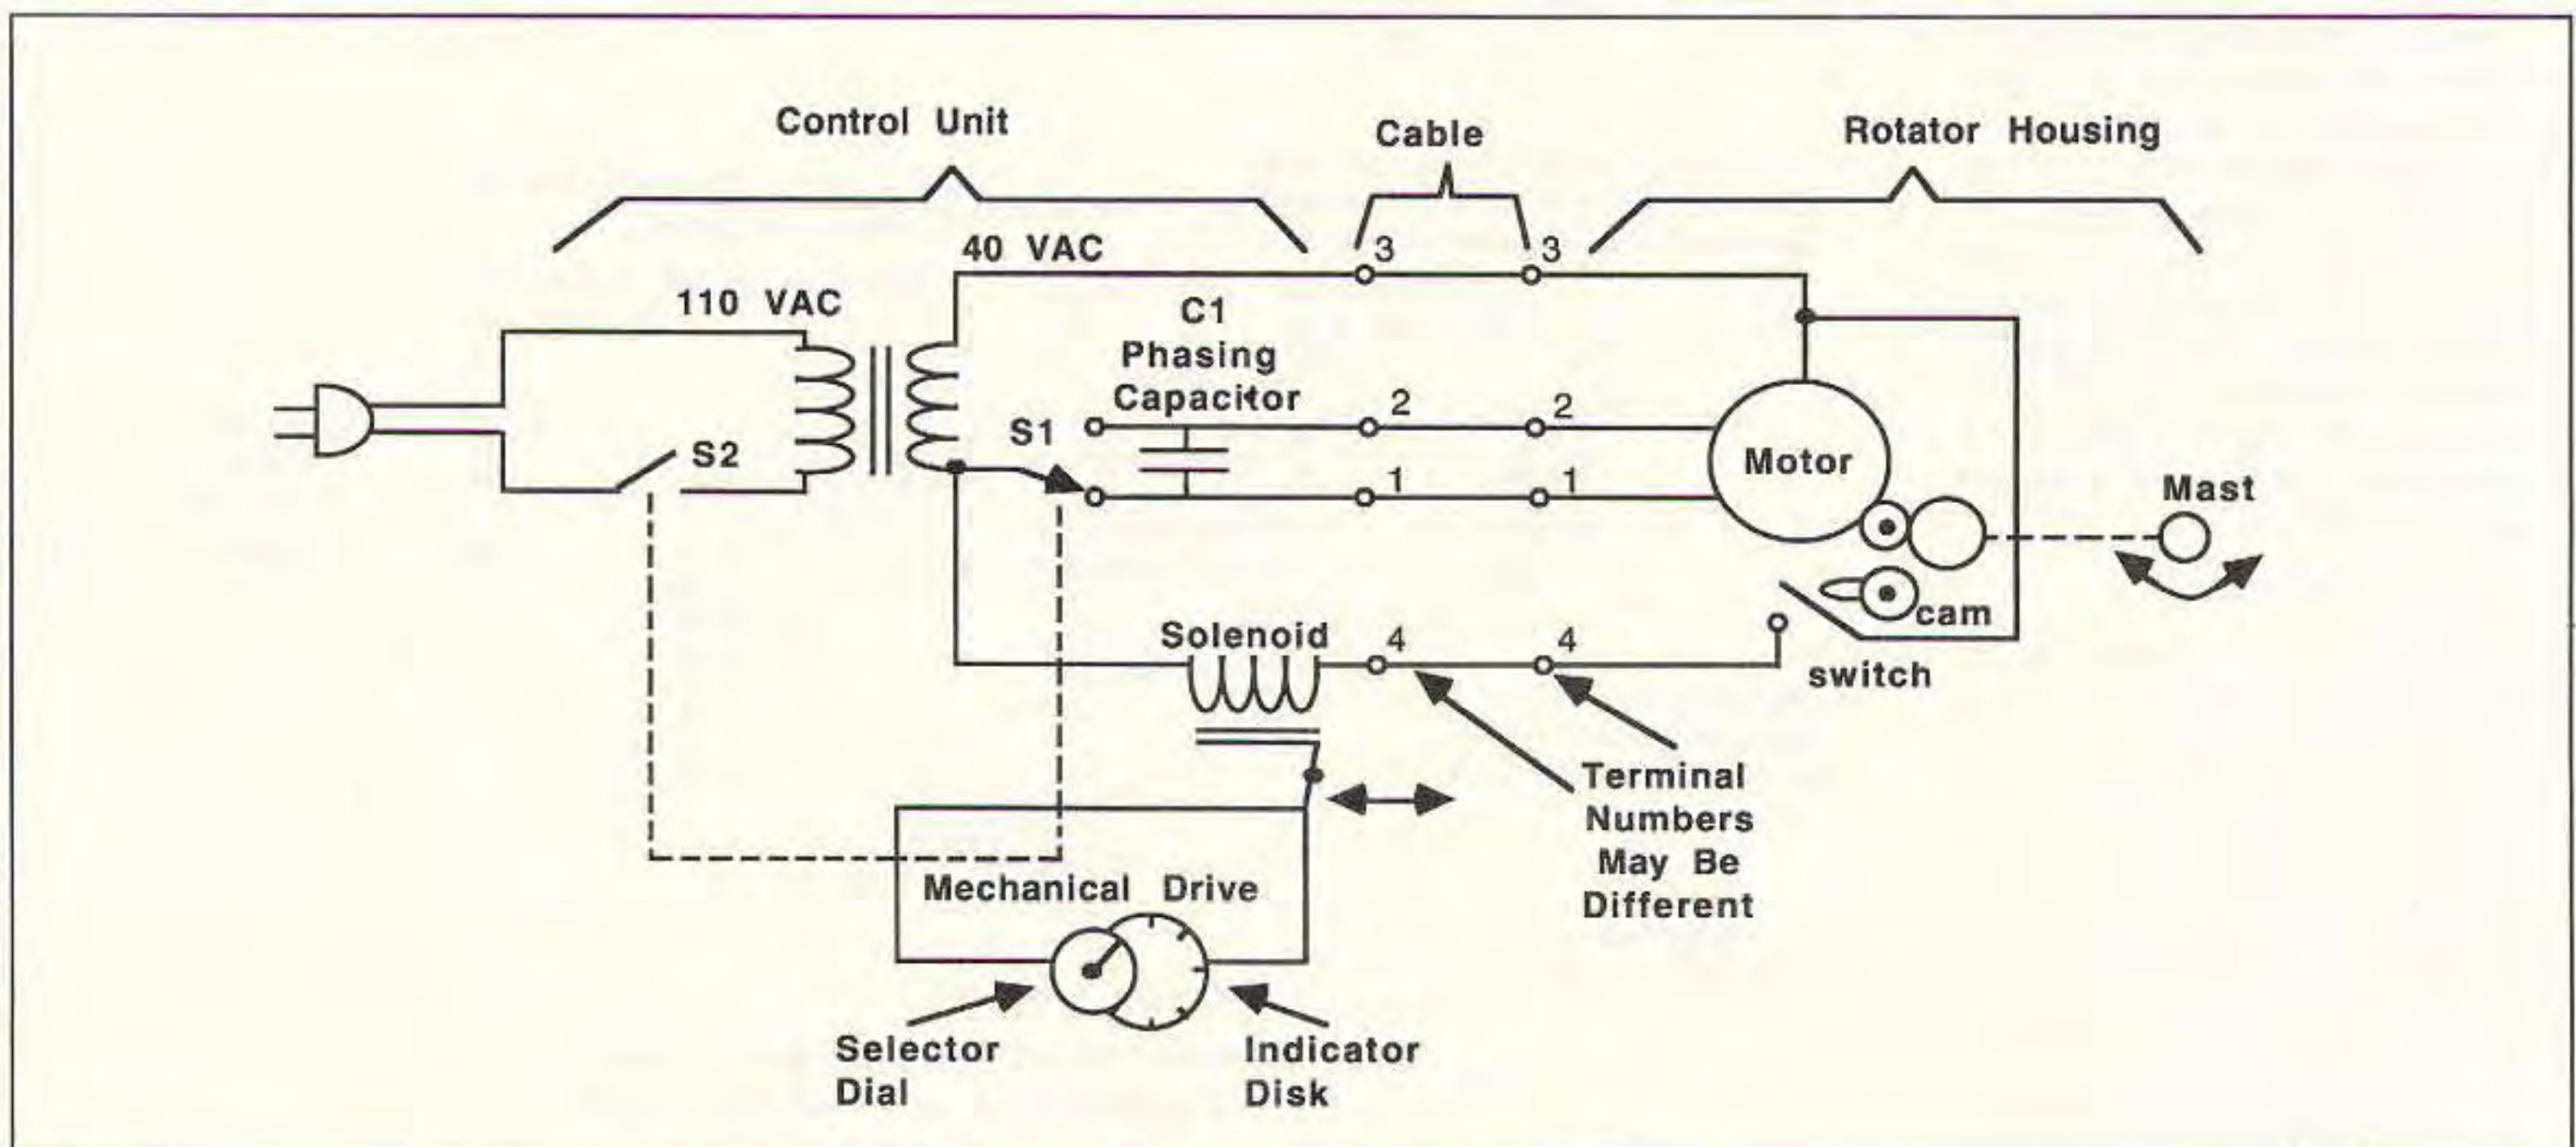 Control Unit
Cable
Rotator Housing
40 VAC
3
3
110 VAC
C1
Phasing
Capacitor
S1
2
2
S2
Motor
1
1
Mast
cam
Solenoid
4
4
switch
Terminal
Numbers
May Be
Different
Mechanical Drive
Selector
Dial
Indicator
Disk